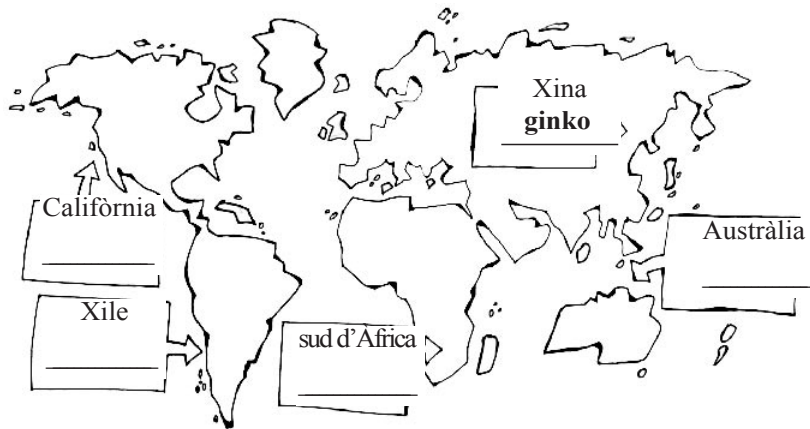 Xina
ginko
Califòrnia
Austràlia
Xile
sud d'Àfrica